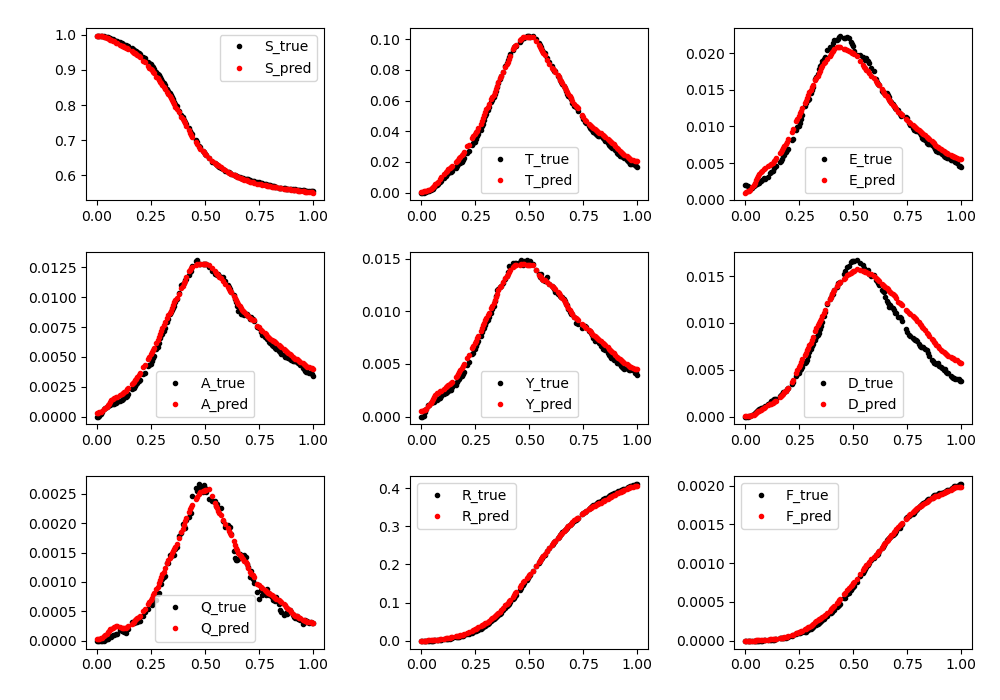 1.0
0.9
0.8
0.7
0.6
S_true
S_pred
0.00 0.25 0.50 0.75 1.00
0.10
0.08
0.06
0.04
0.02
0.00
T_true
T_pred
0.00 0.25 0.50 0.75 1.00
0.020
0.015
0.010
0.005
0.000
E_true
E_pred
0.00 0.25 0.50 0.75 1.00
0.0125
0.0100
0.0075
0.0050
0.0025
0.0000
A_true
A_pred
0.00 0.25 0.50 0.75 1.00
0.015
0.010
0.005
0.000
Y_true
Y_pred
0.00 0.25 0.50 0.75 1.00
0.015
0.010
0.005
0.000
D_true
D_pred
0.00 0.25 0.50 0.75 1.00
0.0025
0.0020
0.0015
0.0010
0.0005
0.0000
Q_true
Q_pred
0.00 0.25 0.50 0.75 1.00
0.4
0.3
0.2
0.1
0.0
R_true
R_pred
0.00 0.25 0.50 0.75 1.00
0.0020
0.0015
0.0010
0.0005
0.0000
F_true
F_pred
0.00 0.25 0.50 0.75 1.00